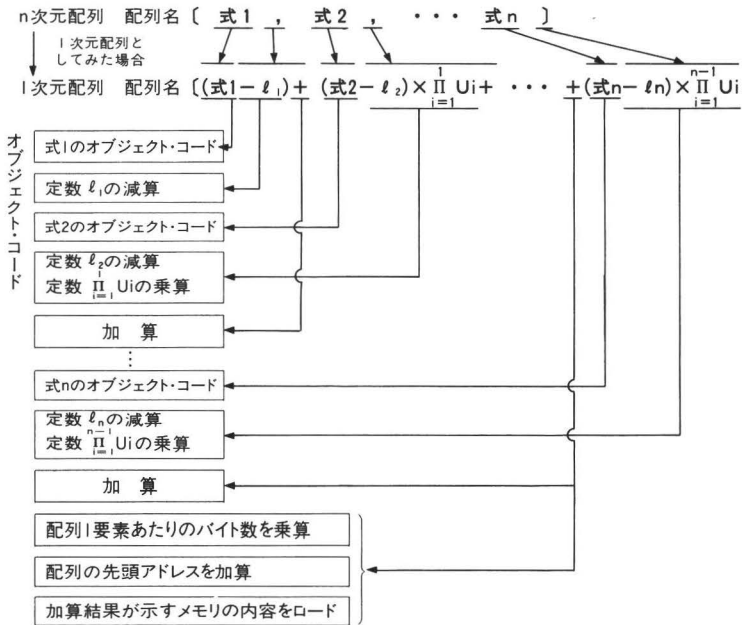 n次元配列　配列名〔　式1　,　式2　,　・・・　式n　〕
1次元配列と
してみた場合
1次元配列　配列名〔(式1−ℓ1)＋ (式2−ℓ2)×
1
Π
i=1
Ui＋　・・・　＋(式n−ℓn)×
n−1
Π
i=1
Ui
オブジェクト・コード
式1のオブジェクト・コード
定数 ℓ1の減算
式2のオブジェクト・コード
定数 ℓ2の減算
定数
1
Π
i=1
Uiの乗算
加　算
⋮
式nのオブジェクト・コード
定数 ℓnの減算
定数
n−1
Π
i=1
Uiの乗算
加　算
配列1要素あたりのバイト数を乗算
配列の先頭アドレスを加算
加算結果が示すメモリの内容をロード